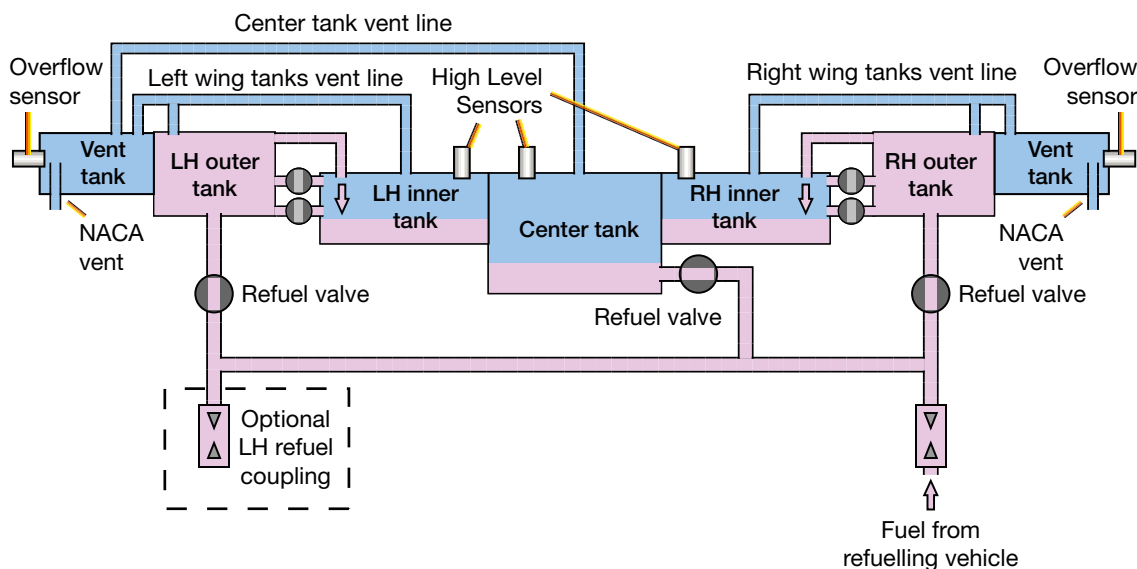 Center tank vent line
Overflow
sensor
Left wing tanks vent line
High Level
Sensors
Right wing tanks vent line
Overflow
sensor
Vent
tank
LH outer
tank
LH inner
tank
Center tank
RH inner
tank
RH outer
tank
Vent
tank
NACA
vent
NACA
vent
Refuel valve
Refuel valve
Refuel valve
Optional
LH refuel
coupling
Fuel from
refuelling vehicle